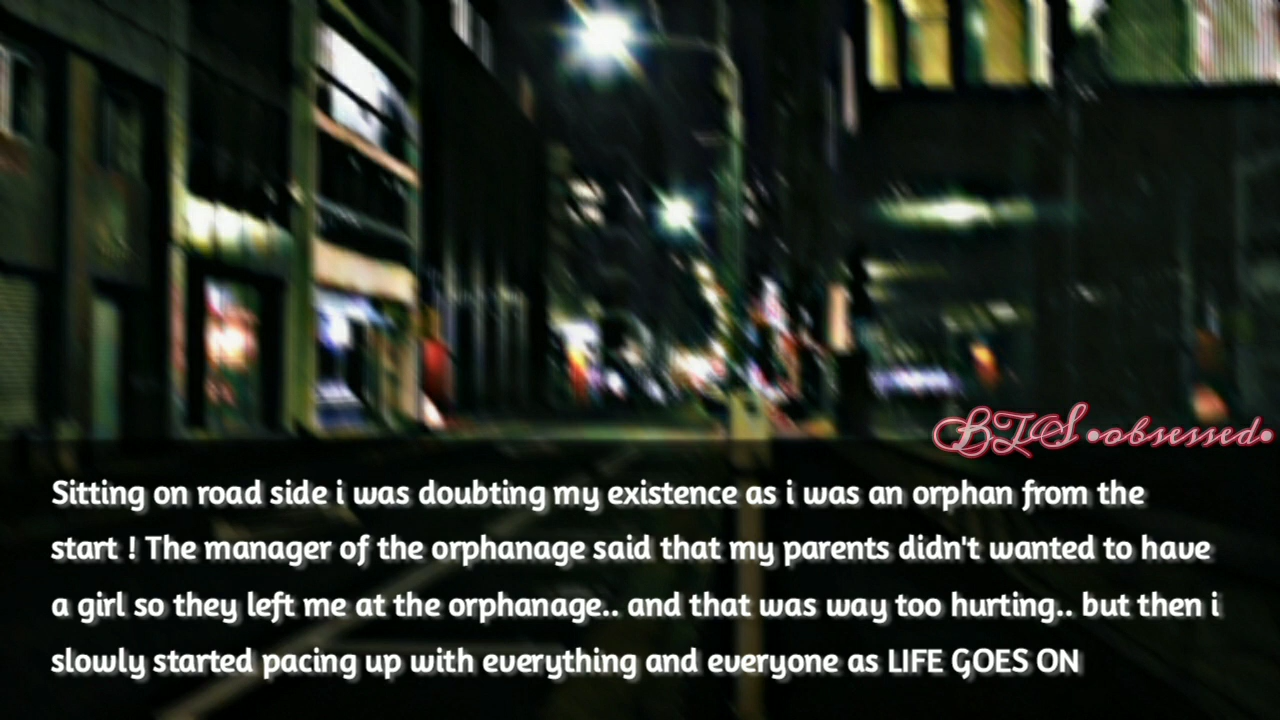 BTS •obsessed•
Sitting on road side i was doubting my existence as i was an orphan from the
start ! The manager of the orphanage said that my parents didn't wanted to have
a girl so they left me at the orphanage.. and that was way too hurting.. but then i
slowly started pacing up with everything and everyone as LIFE GOES ON